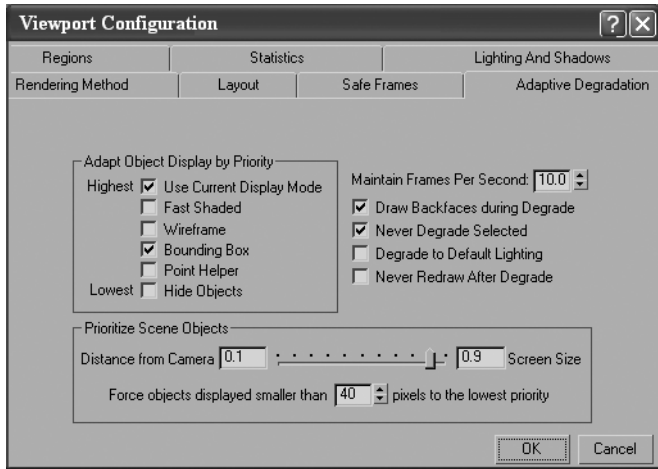 Viewport Configuration
Regions Statistics Lighting And Shadows
Rendering Method Layout Safe Frames Adaptive Degradation
Adapt Object Display by Priority
Highest Use Current Display Mode
Fast Shaded
Wireframe
Bounding Box
Point Helper
Lowest Hide Objects
Maintain Frames Per Second: 10.0
Draw Backfaces during Degrade
Never Degrade Selected
Degrade to Default Lighting
Never Redraw After Degrade
Prioritize Scene Objects
Distance from Camera 0.1 0.9 Screen Size
Force objects displayed smaller than 40 pixels to the lowest priority
OK Cancel